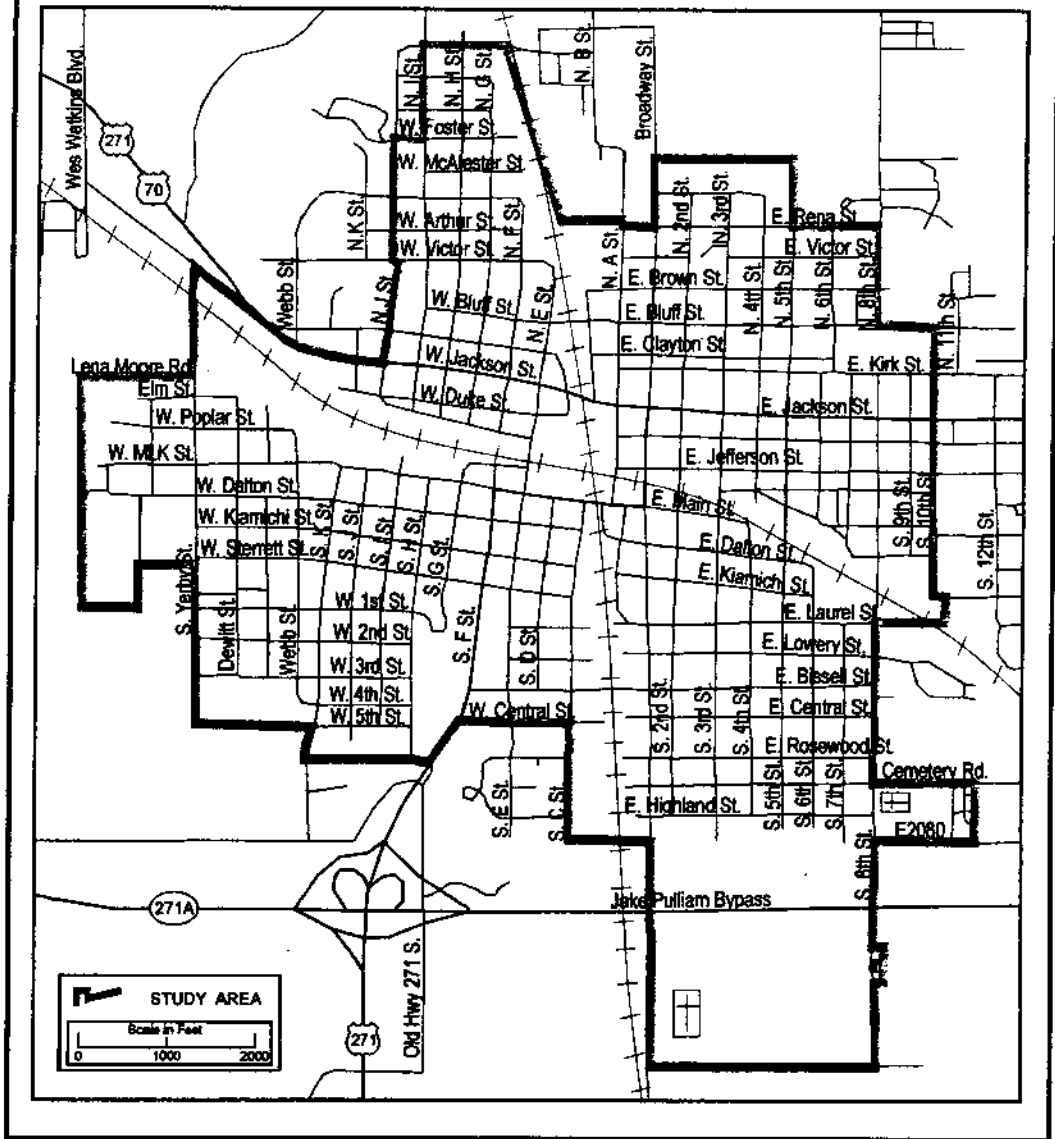 Wes Watkins Blvd.
271
70
N. I St.
N. H St.
N. G St.
N. B St.
Broadway St.
W. Foster St.
W. McAlester St.
W. Arthur St.
W. Victor St.
N. K St.
N. F St.
N. J St.
Webb St.
W. Bluff St.
N. E St.
N. A St.
N. 2nd St.
N. 3rd St.
E. Rena St.
E. Victor St.
E. Brown St.
E. Bluff St.
N. 4th St.
N. 5th St.
N. 6th St.
N. 8th St.
N. 11th St.
E. Clayton St.
E. Kirk St.
W. Jackson St.
W. Duke St.
E. Jackson St.
E. Jefferson St.
Lena Moore Rd.
Elm St.
W. Poplar St.
W. MLK St.
W. Dalton St.
W. Kiamichi St.
W. Sterrett St.
S. K St.
S. J St.
S. I St.
S. H St.
S. G St.
S. F St.
E. Main St.
E. Dalton St.
E. Kiamichi St.
S. 9th St.
S. 10th St.
S. 12th St.
S. Yerby St.
Dewitt St.
Webb St.
W. 1st St.
W. 2nd St.
W. 3rd St.
W. 4th St.
W. 5th St.
S. D St.
W. Central St.
E. Laurel St.
E. Lowery St.
E. Bissell St.
E. Central St.
E. Rosewood St.
S. 2nd St.
S. 3rd St.
S. 4th St.
Cemetery Rd.
S. E St.
S. C St.
E. Highland St.
S. 5th St.
S. 6th St.
S. 7th St.
E2080
S. 8th St.
271A
Jake Pulliam Bypass
Old Hwy 271 S.
271
STUDY AREA
Scale in Feet
0 1000 2000